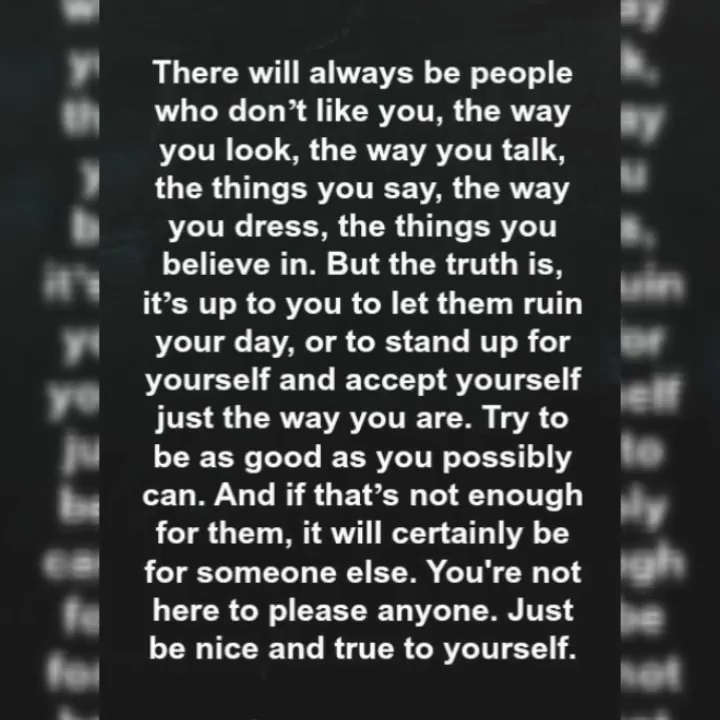 There will always be people
who don’t like you, the way
you look, the way you talk,
the things you say, the way
you dress, the things you
believe in. But the truth is,
it’s up to you to let them ruin
your day, or to stand up for
yourself and accept yourself
just the way you are. Try to
be as good as you possibly
can. And if that’s not enough
for them, it will certainly be
for someone else. You're not
here to please anyone. Just
be nice and true to yourself.